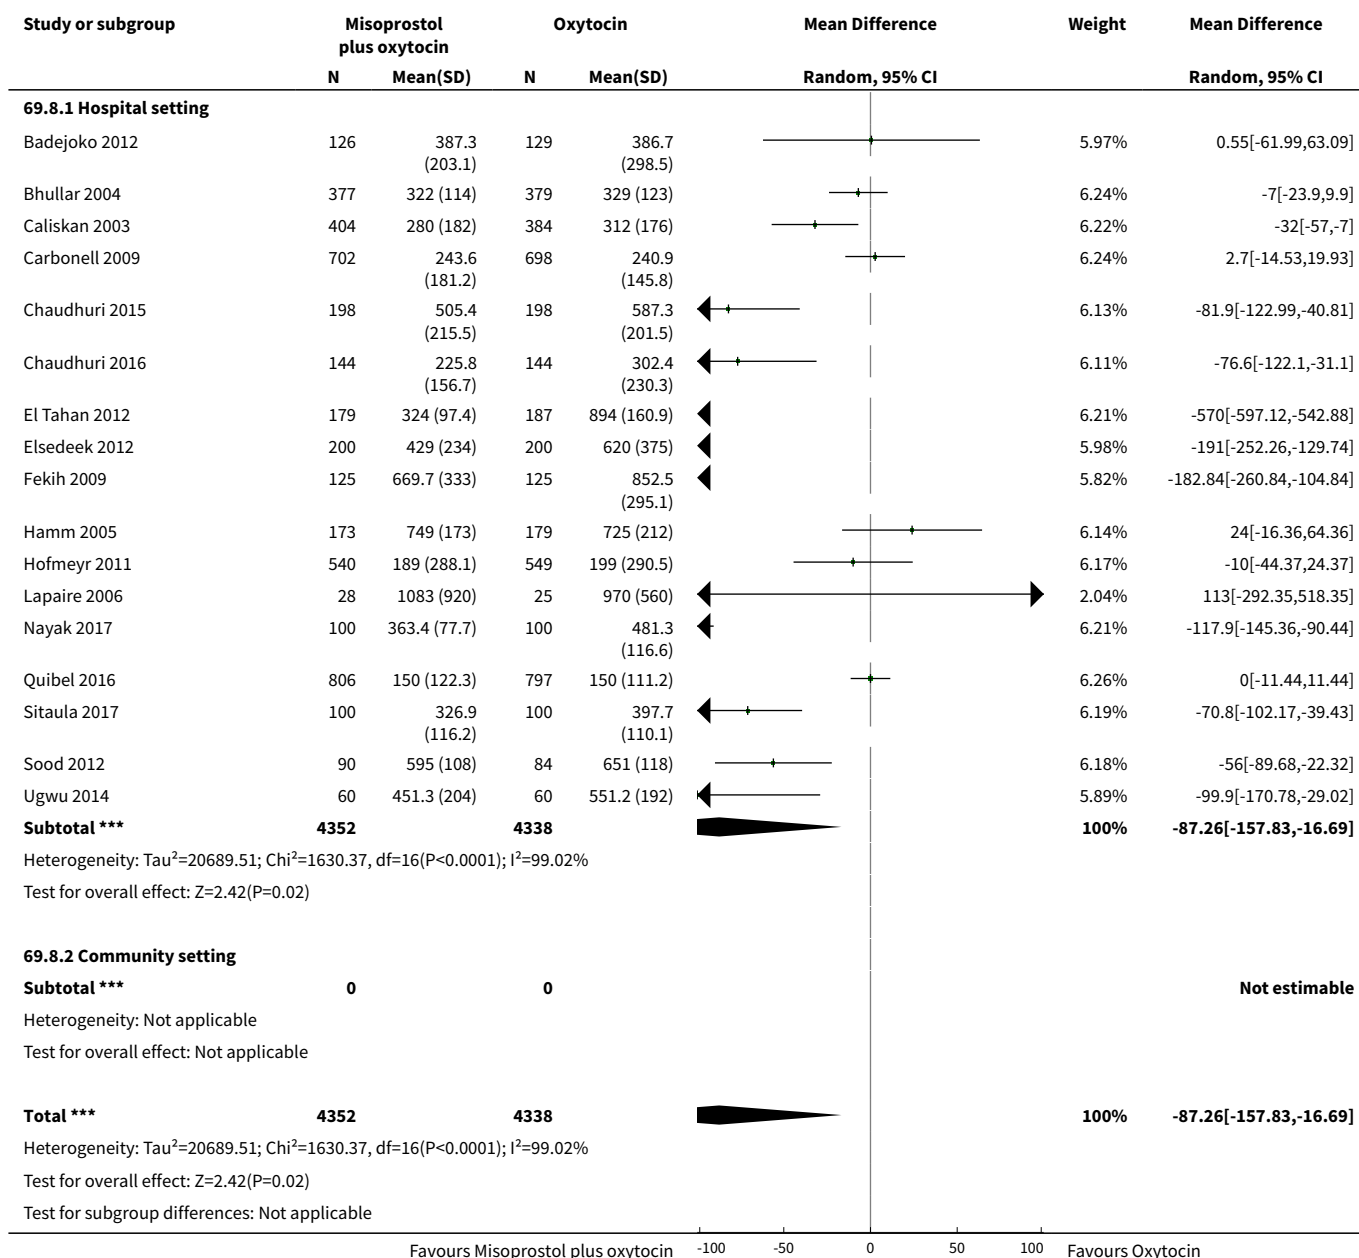 Study or subgroup Misoprostol plus oxytocin Oxytocin Mean Difference Weight Mean Difference
N Mean(SD) N Mean(SD) Random, 95% CI Random, 95% CI
69.8.1 Hospital setting
Badejoko 2012 126 387.3 (203.1) 129 386.7 (298.5) 5.97% 0.55[-61.99,63.09]
Bhullar 2004 377 322 (114) 379 329 (123) 6.24% -7[-23.9,9.9]
Caliskan 2003 404 280 (182) 384 312 (176) 6.22% -32[-57,-7]
Carbonell 2009 702 243.6 (181.2) 698 240.9 (145.8) 6.24% 2.7[-14.53,19.93]
Chaudhuri 2015 198 505.4 (215.5) 198 587.3 (201.5) 6.13% -81.9[-122.99,-40.81]
Chaudhuri 2016 144 225.8 (156.7) 144 302.4 (230.3) 6.11% -76.6[-122.1,-31.1]
El Tahan 2012 179 324 (97.4) 187 894 (160.9) 6.21% -570[-597.12,-542.88]
Elsedeek 2012 200 429 (234) 200 620 (375) 5.98% -191[-252.26,-129.74]
Fekih 2009 125 669.7 (333) 125 852.5 (295.1) 5.82% -182.84[-260.84,-104.84]
Hamm 2005 173 749 (173) 179 725 (212) 6.14% 24[-16.36,64.36]
Hofmeyr 2011 540 189 (288.1) 549 199 (290.5) 6.17% -10[-44.37,24.37]
Lapaire 2006 28 1083 (920) 25 970 (560) 2.04% 113[-292.35,518.35]
Nayak 2017 100 363.4 (77.7) 100 481.3 (116.6) 6.21% -117.9[-145.36,-90.44]
Quibel 2016 806 150 (122.3) 797 150 (111.2) 6.26% 0[-11.44,11.44]
Sitaula 2017 100 326.9 (116.2) 100 397.7 (110.1) 6.19% -70.8[-102.17,-39.43]
Sood 2012 90 595 (108) 84 651 (118) 6.18% -56[-89.68,-22.32]
Ugwu 2014 60 451.3 (204) 60 551.2 (192) 5.89% -99.9[-170.78,-29.02]
Subtotal *** 4352 4338 100% -87.26[-157.83,-16.69]
Heterogeneity: Tau²=20689.51; Chi²=1630.37, df=16(P<0.0001); I²=99.02%
Test for overall effect: Z=2.42(P=0.02)
69.8.2 Community setting
Subtotal *** 0 0 Not estimable
Heterogeneity: Not applicable
Test for overall effect: Not applicable
Total *** 4352 4338 100% -87.26[-157.83,-16.69]
Heterogeneity: Tau²=20689.51; Chi²=1630.37, df=16(P<0.0001); I²=99.02%
Test for overall effect: Z=2.42(P=0.02)
Test for subgroup differences: Not applicable
Favours Misoprostol plus oxytocin -100 -50 0 50 100 Favours Oxytocin